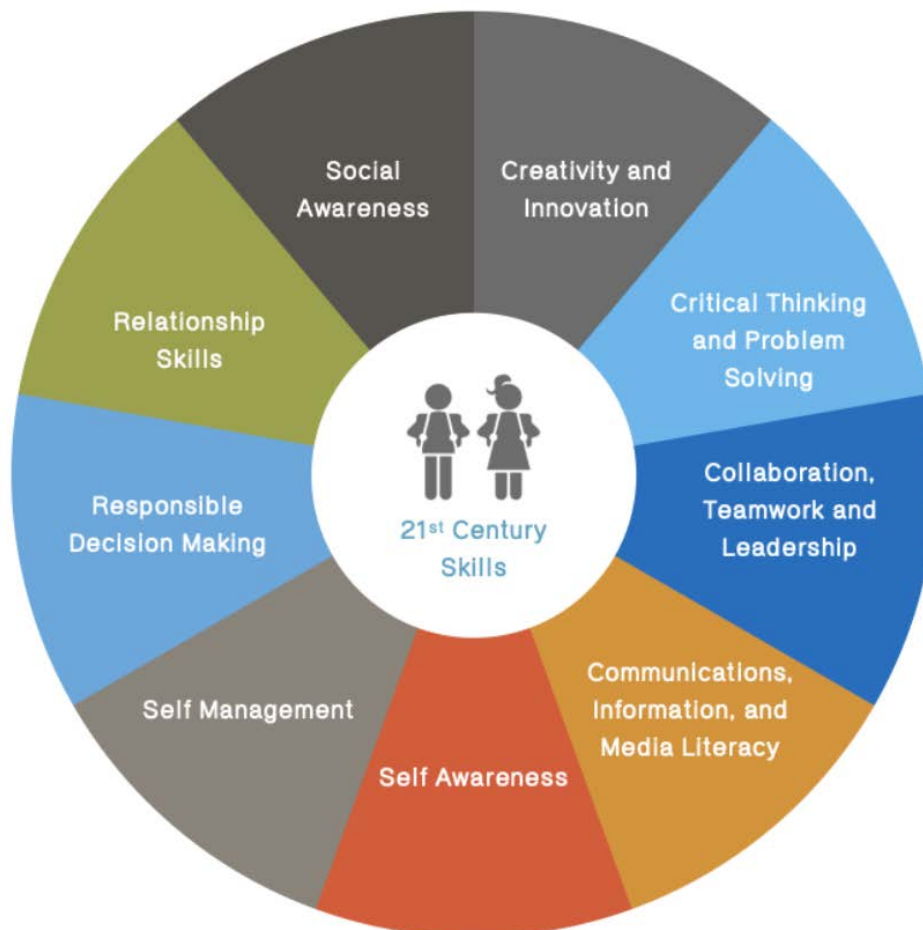 Social
Awareness
Creativity and
Innovation
Critical Thinking
and Problem
Solving
Collaboration,
Teamwork and
Leadership
Communications,
Information, and
Media Literacy
Self Awareness
Self Management
Responsible
Decision Making
Relationship
Skills
21st Century
Skills